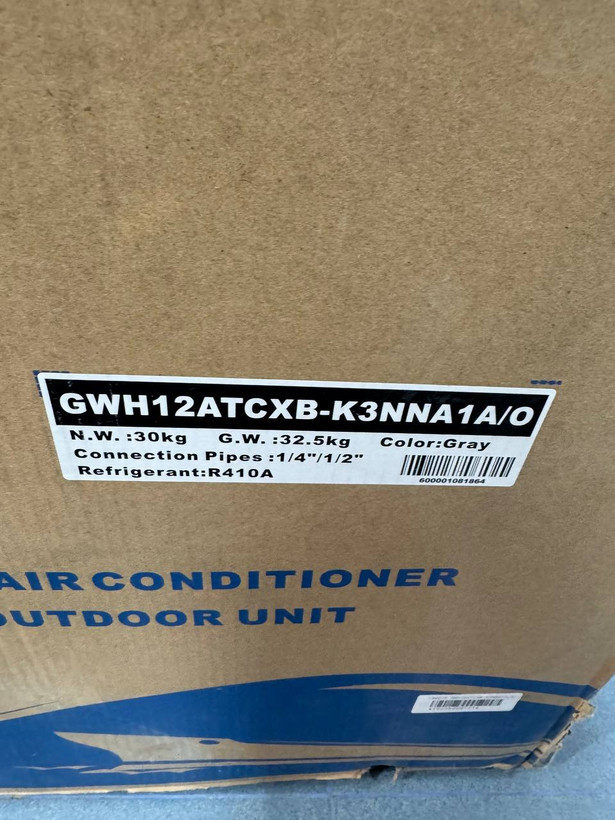 GWH12ATCXB-K3NNA1A/O
N.W. :30kg G.W. :32.5kg Color:Gray
Connection Pipes :1/4"/1/2"
Refrigerant:R410A
600001081864
AIR CONDITIONER
OUTDOOR UNIT